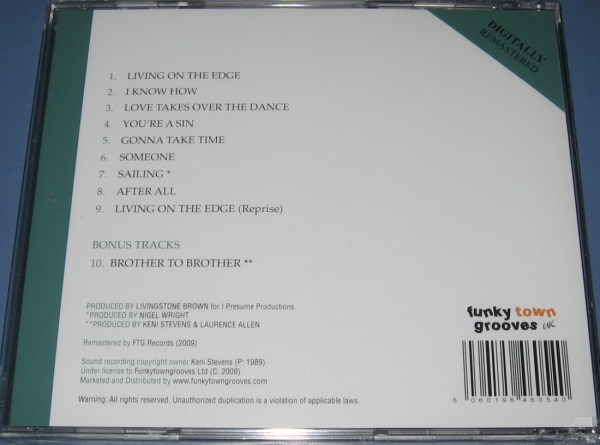 DIGITALLY
REMASTERED
1. LIVING ON THE EDGE
2. I KNOW HOW
3. LOVE TAKES OVER THE DANCE
4. YOU'RE A SIN
5. GONNA TAKE TIME
6. SOMEONE
7. SAILING *
8. AFTER ALL
9. LIVING ON THE EDGE (Reprise)
BONUS TRACKS
10. BROTHER TO BROTHER **
PRODUCED BY LIVINGSTONE BROWN for I Presume Productions
*PRODUCED BY NIGEL WRIGHT
**PRODUCED BY KENI STEVENS & LAURENCE ALLEN
Remastered by FTG Records (2009)
Sound recording copyright owner Keni Stevens (P: 1989)
Under license to Funkytowngrooves Ltd (C: 2009).
Marketed and Distributed by www.funkytowngrooves.com
Warning: All rights reserved. Unauthorized duplication is a violation of applicable laws.
funky town
grooves UK
5 060196 460540